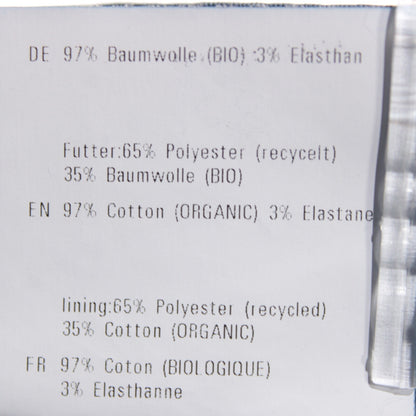 DE 97% Baumwolle (BIO) 3% Elasthan
Futter:65% Polyester (recycelt)
35% Baumwolle (BIO)
EN 97% Cotton (ORGANIC) 3% Elastane
lining:65% Polyester (recycled)
35% Cotton (ORGANIC)
FR 97% Coton (BIOLOGIQUE)
3% Elasthanne